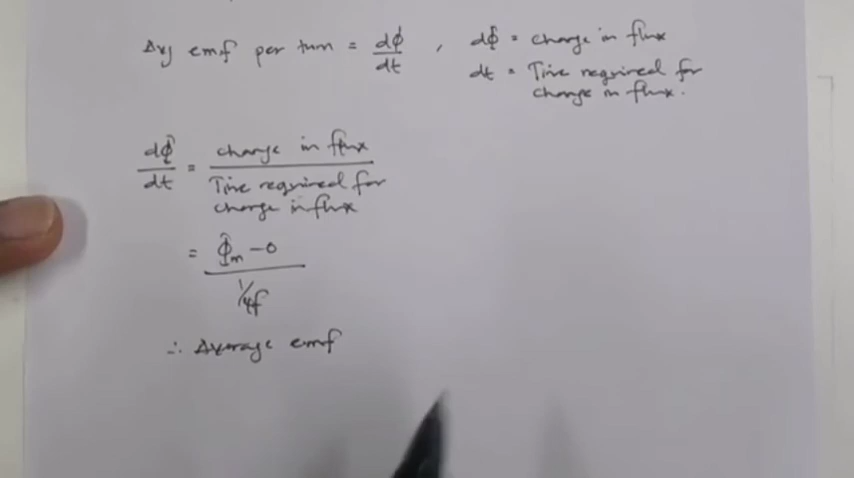 Avg emf per turn = dϕ/dt , dϕ = change in flux
dt = Time required for
change in flux.
dϕ/dt = change in flux / Time required for
change in flux
= ϕm - 0 / 1/4f
∴ Average emf